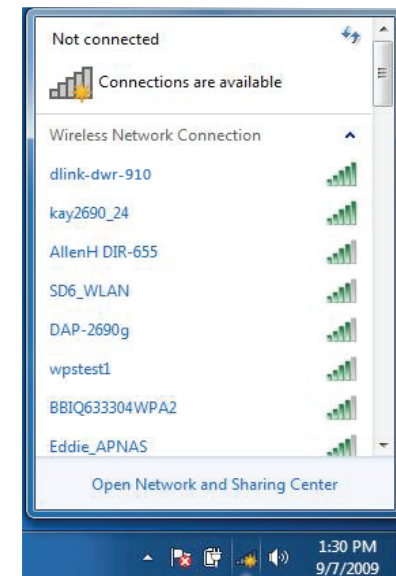 Not connected
Connections are available
Wireless Network Connection
dlink-dwr-910
kay2690_24
AllenH DIR-655
SD6_WLAN
DAP-2690g
wpstest1
BBIQ633304WPA2
Eddie_APNAS
Open Network and Sharing Center
1:30 PM
9/7/2009